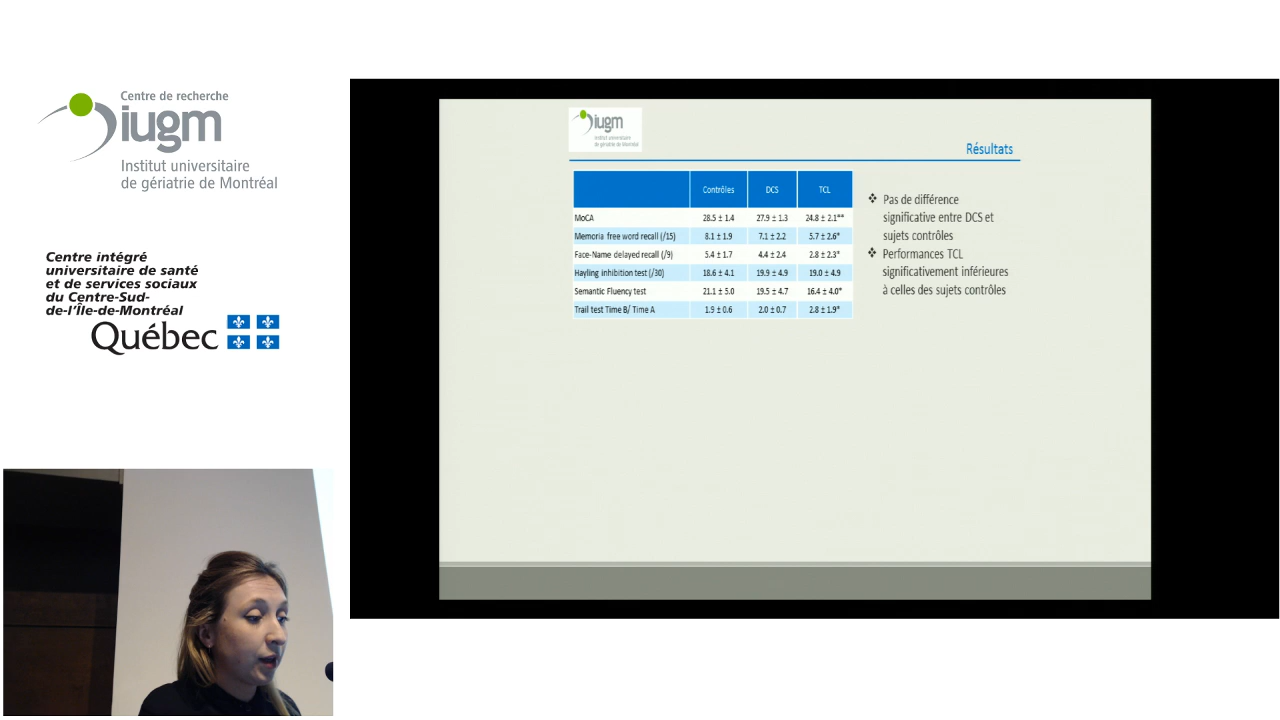 Centre de recherche
iugm
Institut universitaire
de gériatrie de Montréal
Centre intégré
universitaire de santé
et de services sociaux
du Centre-Sud-
de-l'Île-de-Montréal
Québec
iugm
Institut universitaire
de gériatrie de Montréal
Résultats
Contrôles DCS TCL
MoCA 28.5 ± 1.4 27.9 ± 1.3 24.8 ± 2.1**
Memoria free word recall (/15) 8.1 ± 1.9 7.1 ± 2.2 5.7 ± 2.6*
Face-Name delayed recall (/9) 5.4 ± 1.7 4.4 ± 2.4 2.8 ± 2.3*
Hayling inhibition test (/30) 18.6 ± 4.1 19.9 ± 4.9 19.0 ± 4.9
Semantic Fluency test 21.1 ± 5.0 19.5 ± 4.7 16.4 ± 4.0*
Trail test Time B/ Time A 1.9 ± 0.6 2.0 ± 0.7 2.8 ± 1.9*
❖ Pas de différence
significative entre DCS et
sujets contrôles
❖ Performances TCL
significativement inférieures
à celles des sujets contrôles